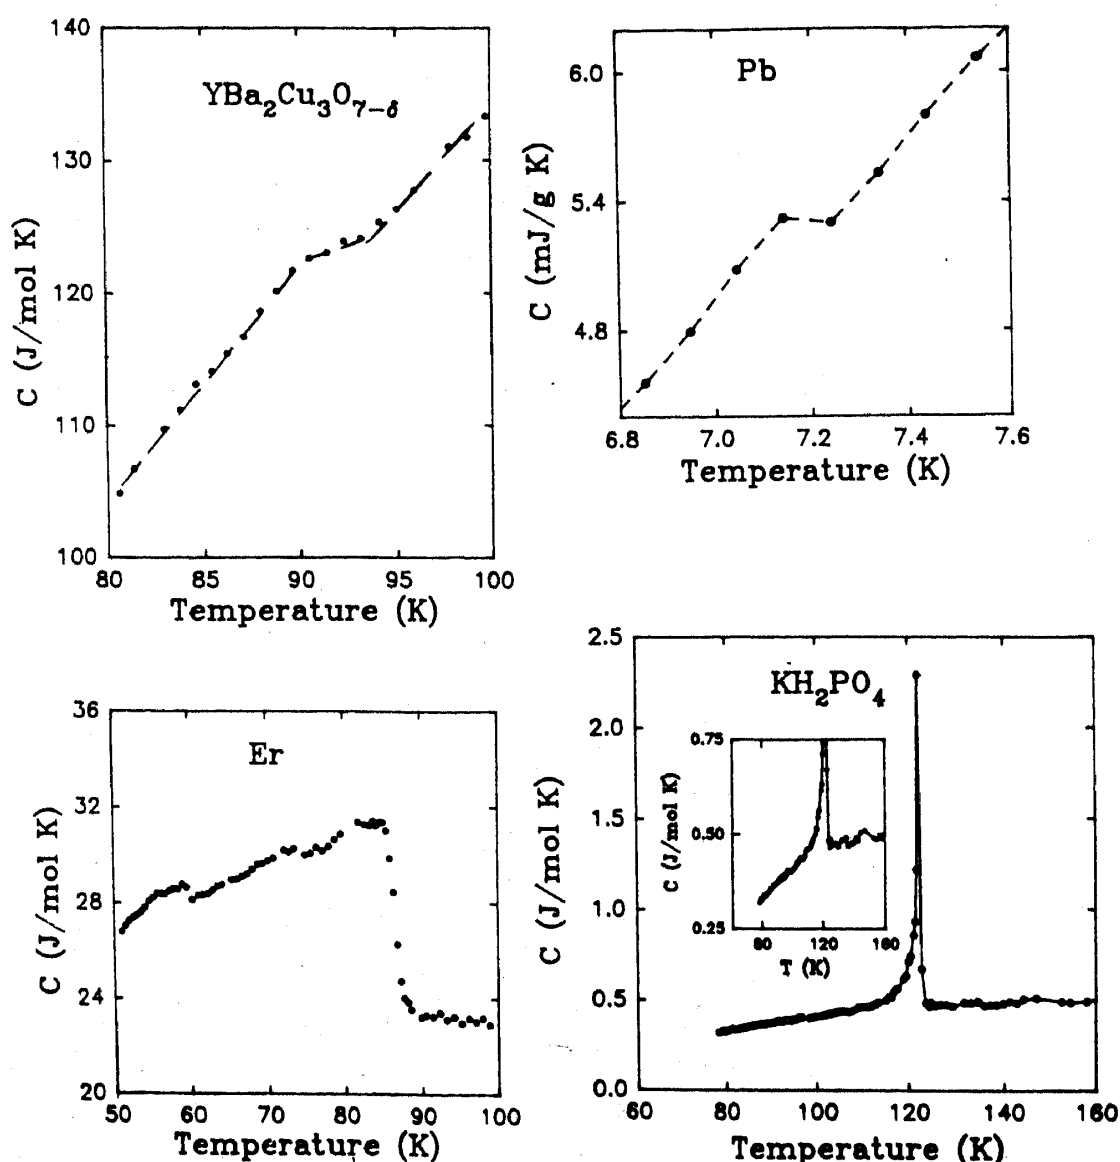 140
130
120
110
100
C (J/mol K)
YBa₂Cu₃O₇₋δ
80 85 90 95 100
Temperature (K)
6.0
5.4
4.8
C (mJ/g K)
Pb
6.8 7.0 7.2 7.4 7.6
Temperature (K)
36
32
28
24
20
C (J/mol K)
Er
50 60 70 80 90 100
Temperature (K)
2.5
2.0
1.5
1.0
0.5
0.0
C (J/mol K)
KH₂PO₄
0.75
0.50
0.25
C (J/mol K)
80 120 160
T (K)
60 80 100 120 140 160
Temperature (K)